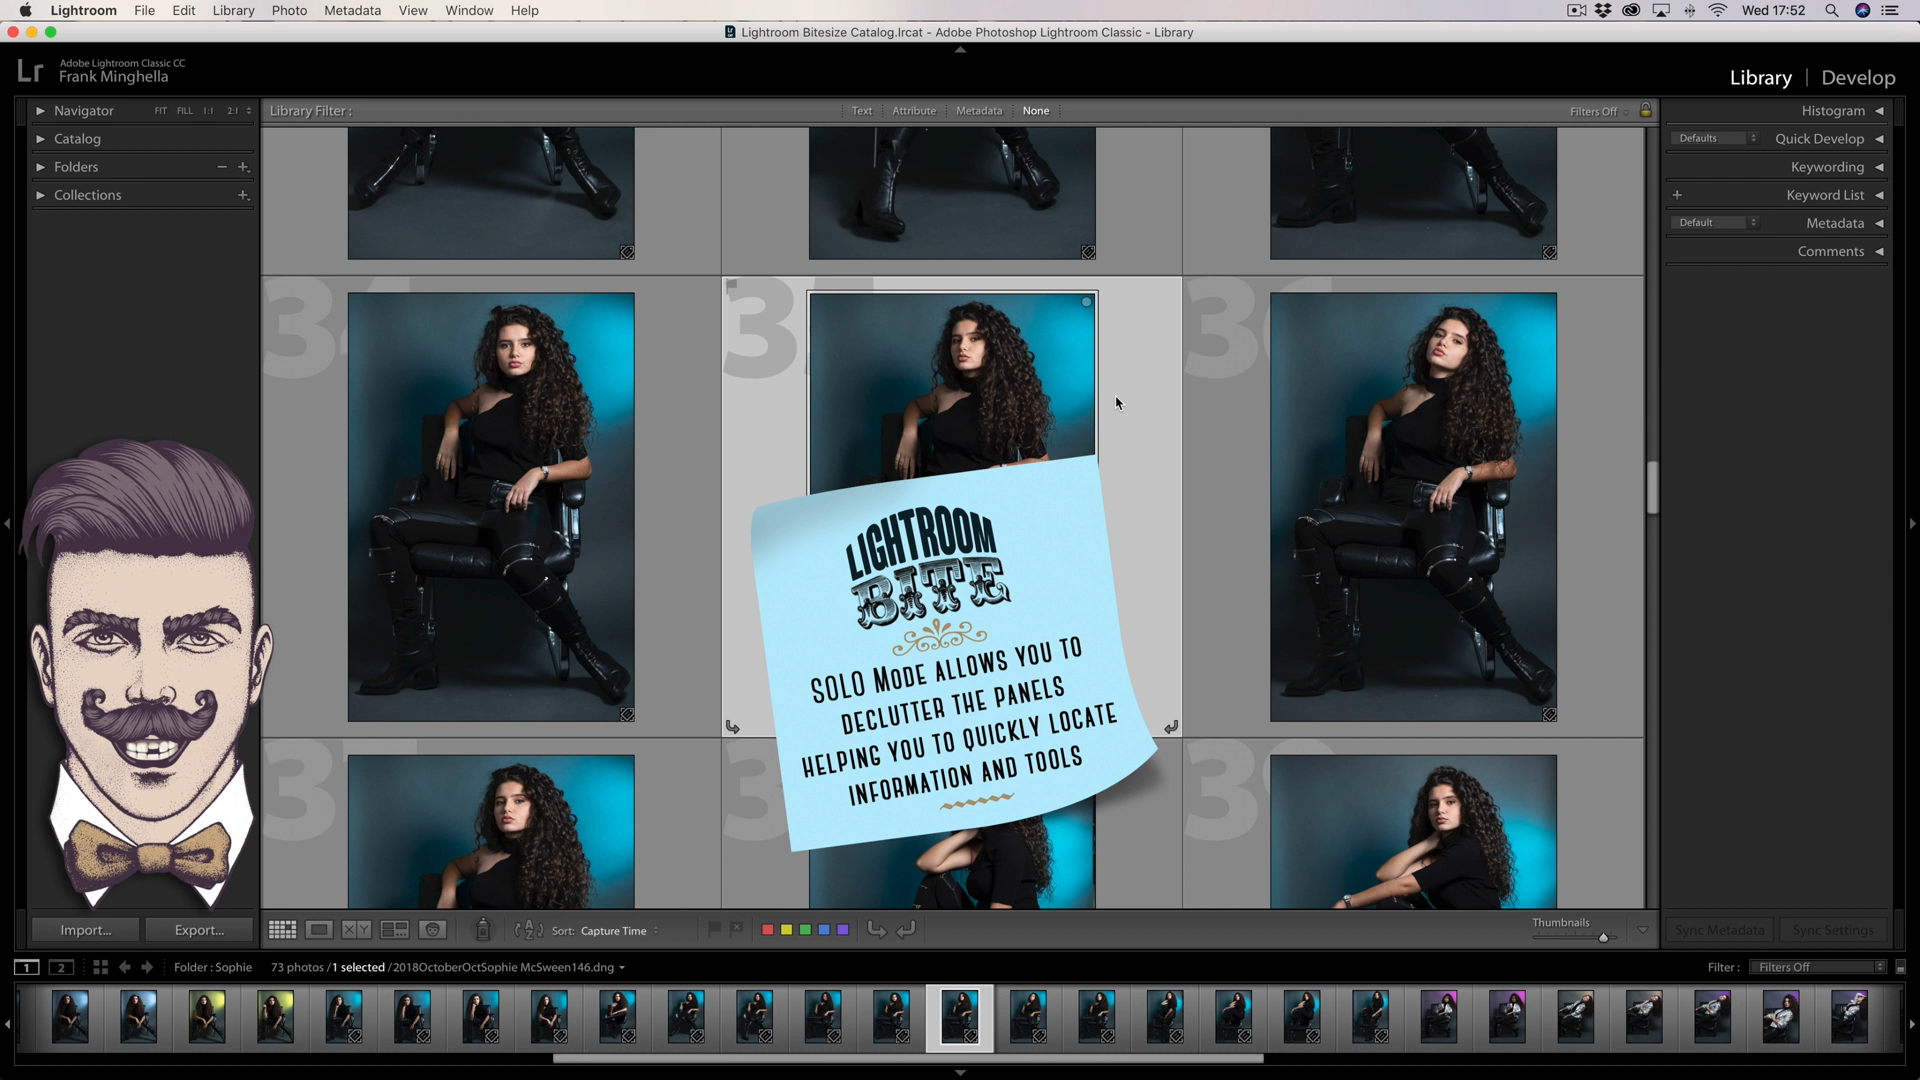 Lightroom File Edit Library Photo Metadata View Window Help
Wed 17:52
Lightroom Bitesize Catalog.lrcat - Adobe Photoshop Lightroom Classic - Library
Lr
Adobe Lightroom Classic CC
Frank Minghella
Library | Develop
Navigator FIT FILL 1:1 2:1
Catalog
Folders
Collections
Library Filter : Text Attribute Metadata None Filters Off
Histogram
Defaults Quick Develop
Keywording
Keyword List
Default Metadata
Comments
34
36
LIGHTROOM
BITE
SOLO MODE ALLOWS YOU TO
DECLUTTER THE PANELS
HELPING YOU TO QUICKLY LOCATE
INFORMATION AND TOOLS
Import... Export...
Sort: Capture Time
Thumbnails
Sync Metadata Sync Settings
1 2 Folder : Sophie 73 photos / 1 selected / 2018OctoberOctSophie McSween146.dng
Filter : Filters Off